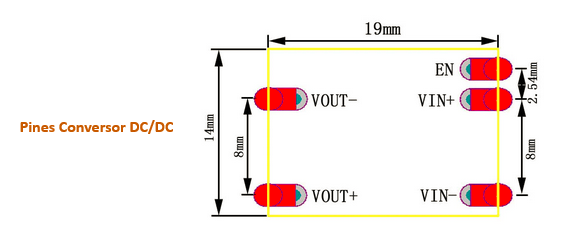 19mm
EN
2.54mm
VOUT-
VIN+
Pines Conversor DC/DC
14mm
8mm
8mm
VOUT+
VIN-